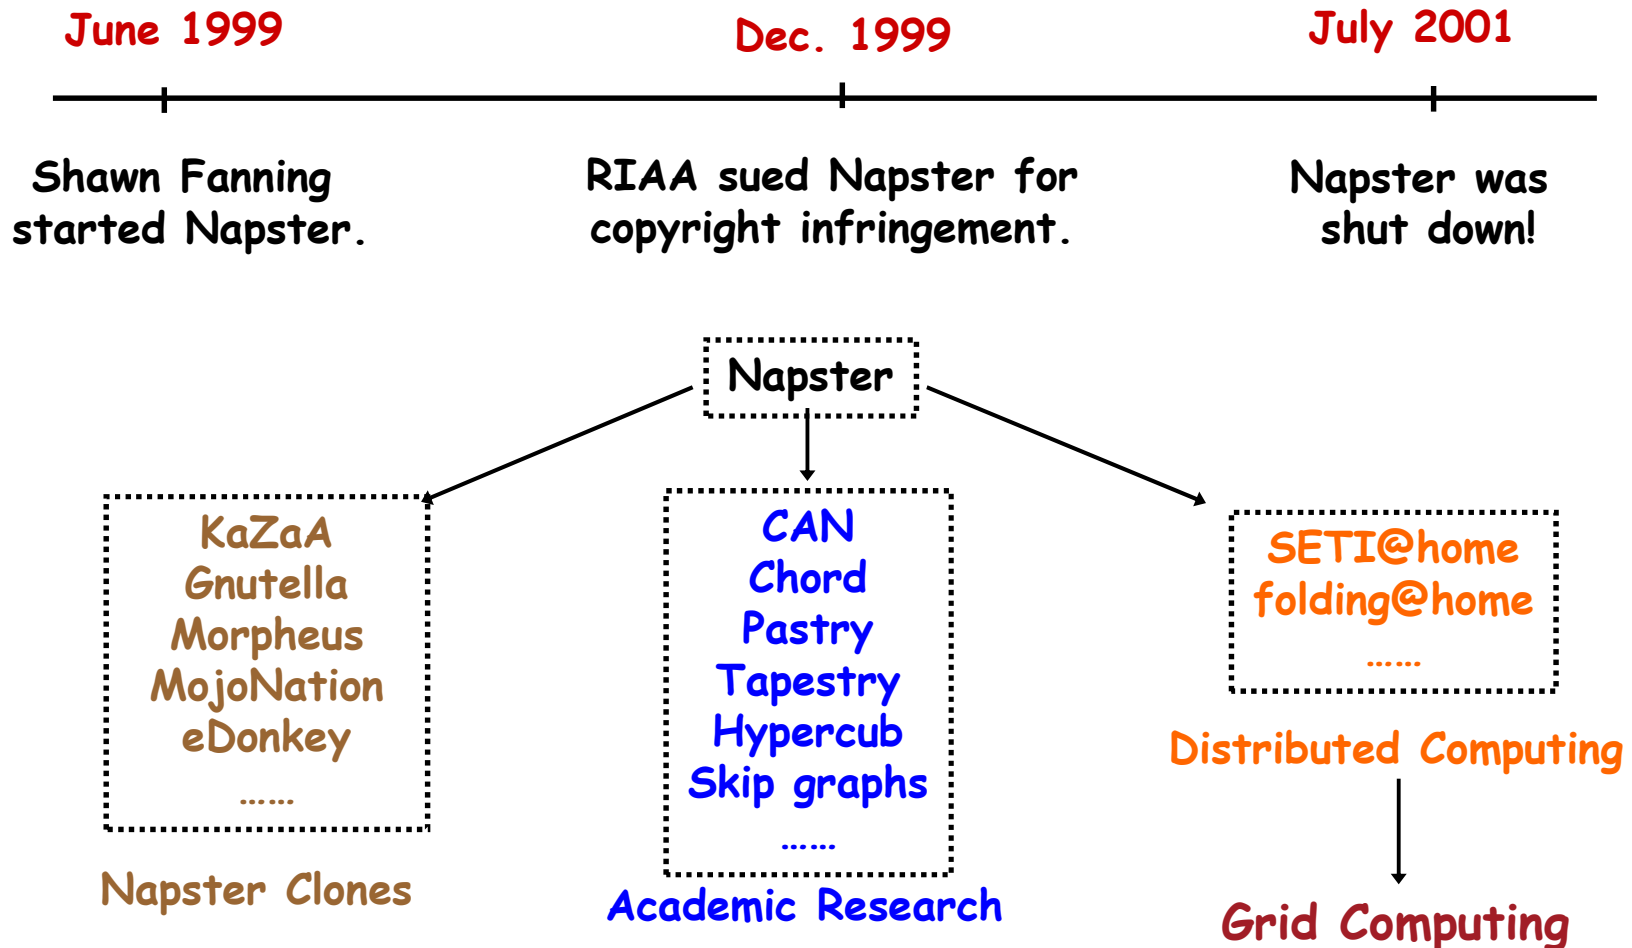 June 1999
Dec. 1999
July 2001
Shawn Fanning
started Napster.
RIAA sued Napster for
copyright infringement.
Napster was
shut down!
Napster
KaZaA
Gnutella
Morpheus
MojoNation
eDonkey
……
Napster Clones
CAN
Chord
Pastry
Tapestry
Hypercub
Skip graphs
……
Academic Research
SETI@home
folding@home
……
Distributed Computing
Grid Computing